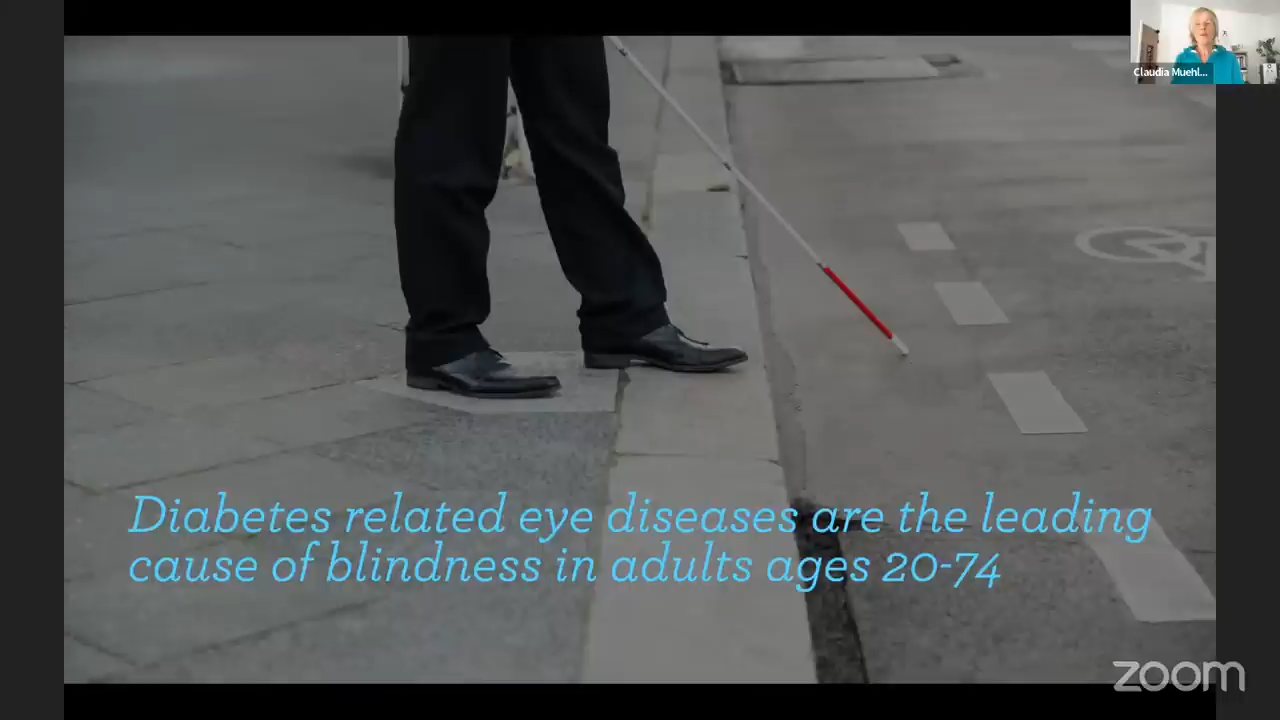 Claudia Muehl...
Diabetes related eye diseases are the leading
cause of blindness in adults ages 20-74
zoom